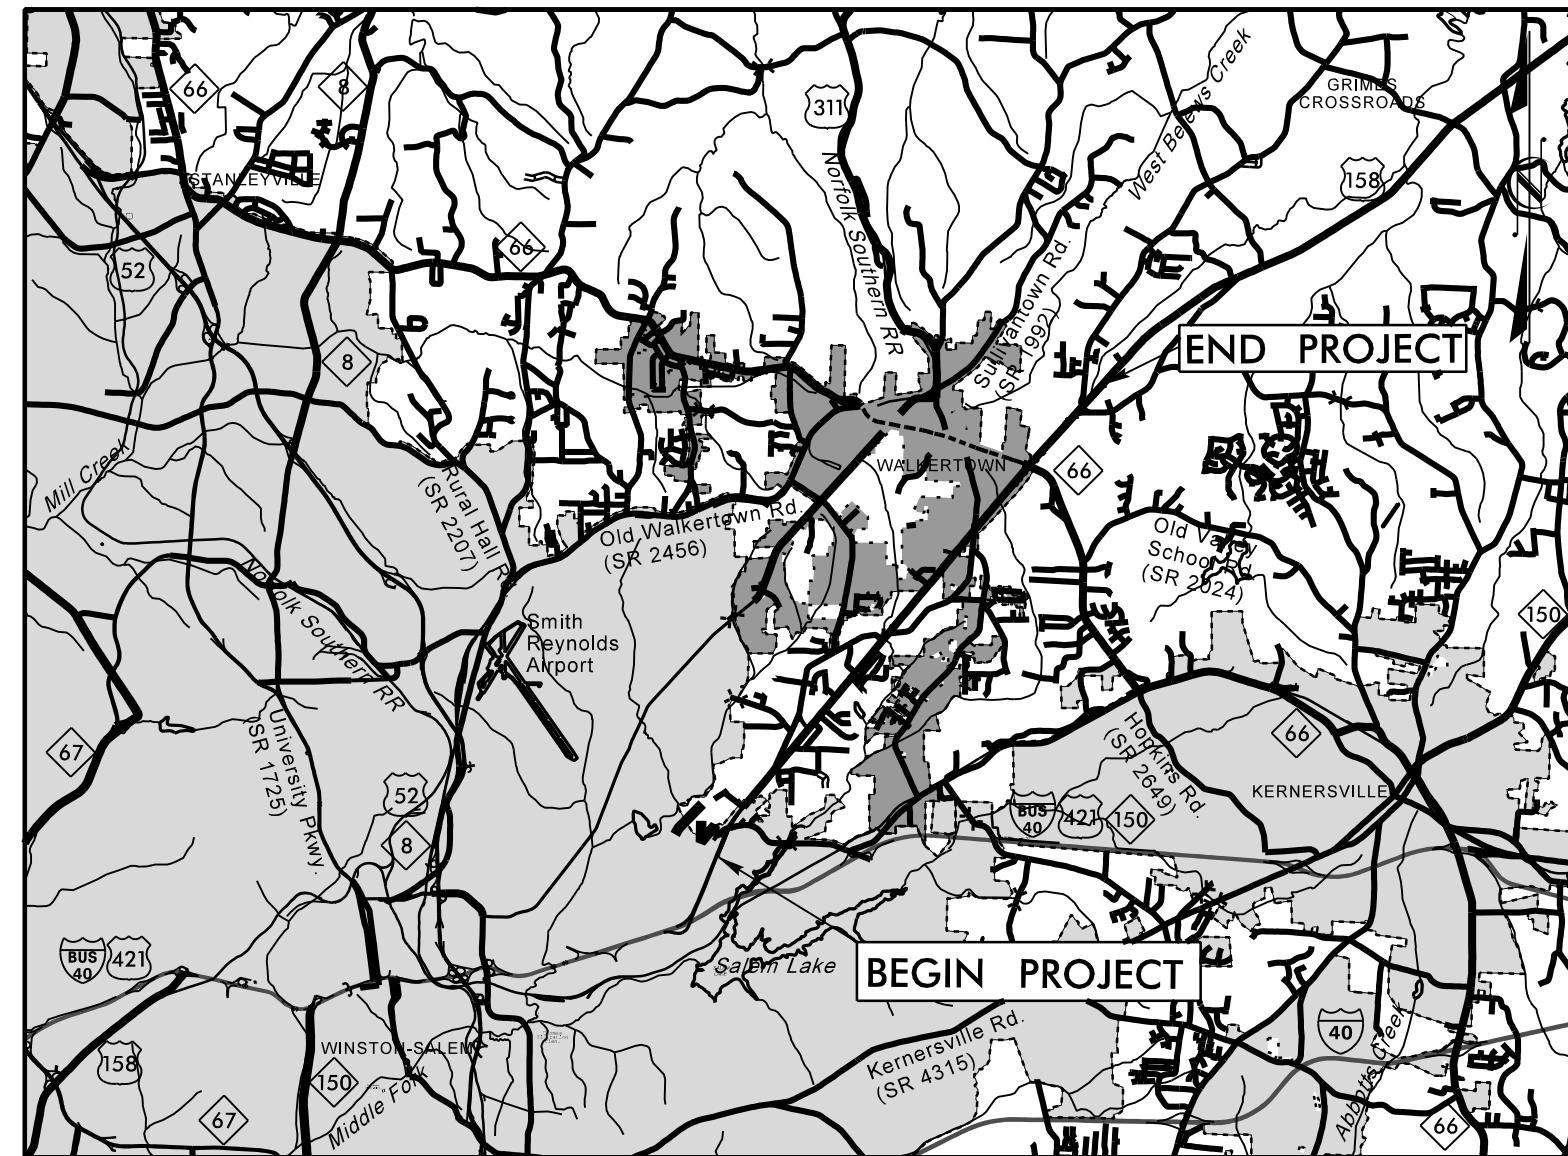 66
8
311
GRIMES
CROSSROADS
West Belews Creek
158
STANLEYVILLE
Norfolk Southern RR
66
52
Sullivantown Rd.
(SR 1992)
END PROJECT
8
WALKERTOWN
66
Mill Creek
Rural Hall R
(SR 2207)
Old Walkertown Rd.
(SR 2456)
Old Valley
School Rd.
(SR 2024)
150
Norfolk Southern RR
Smith
Reynolds
Airport
67
University Pkwy.
(SR 1725)
52
8
Hopkins Rd.
(SR 2649)
66
KERNERSVILLE
BUS
40
421
150
BUS
40
421
Salem Lake
BEGIN PROJECT
40
158
WINSTON-SALEM
150
67
Middle Fork
Kernersville Rd.
(SR 4315)
Abbotts Creek
66